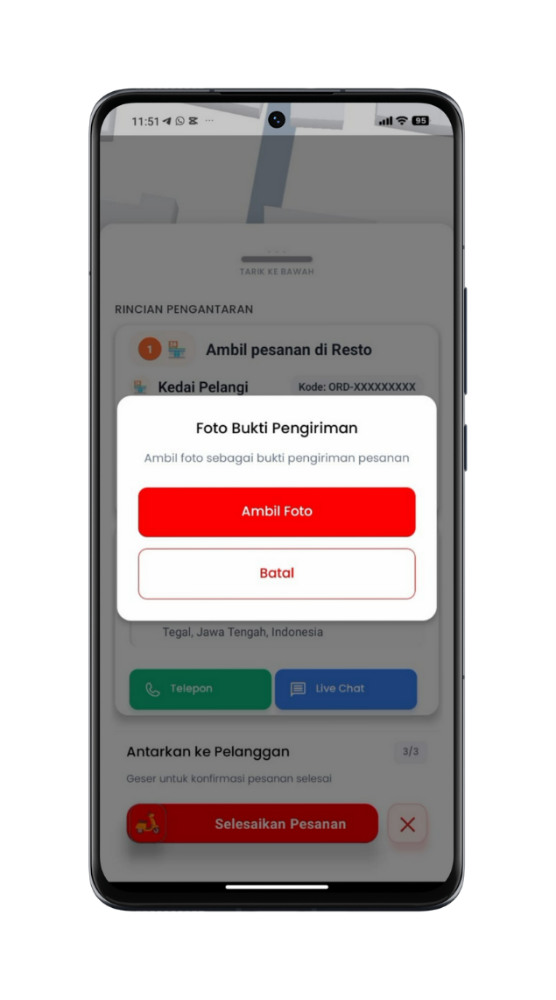 11:51
95
TARIK KE BAWAH
RINCIAN PENGANTARAN
1
Ambil pesanan di Resto
Kedai Pelangi
Kode: ORD-XXXXXXXXX
Foto Bukti Pengiriman
Ambil foto sebagai bukti pengiriman pesanan
Ambil Foto
Batal
Tegal, Jawa Tengah, Indonesia
Telepon
Live Chat
Antarkan ke Pelanggan
3/3
Geser untuk konfirmasi pesanan selesai
Selesaikan Pesanan